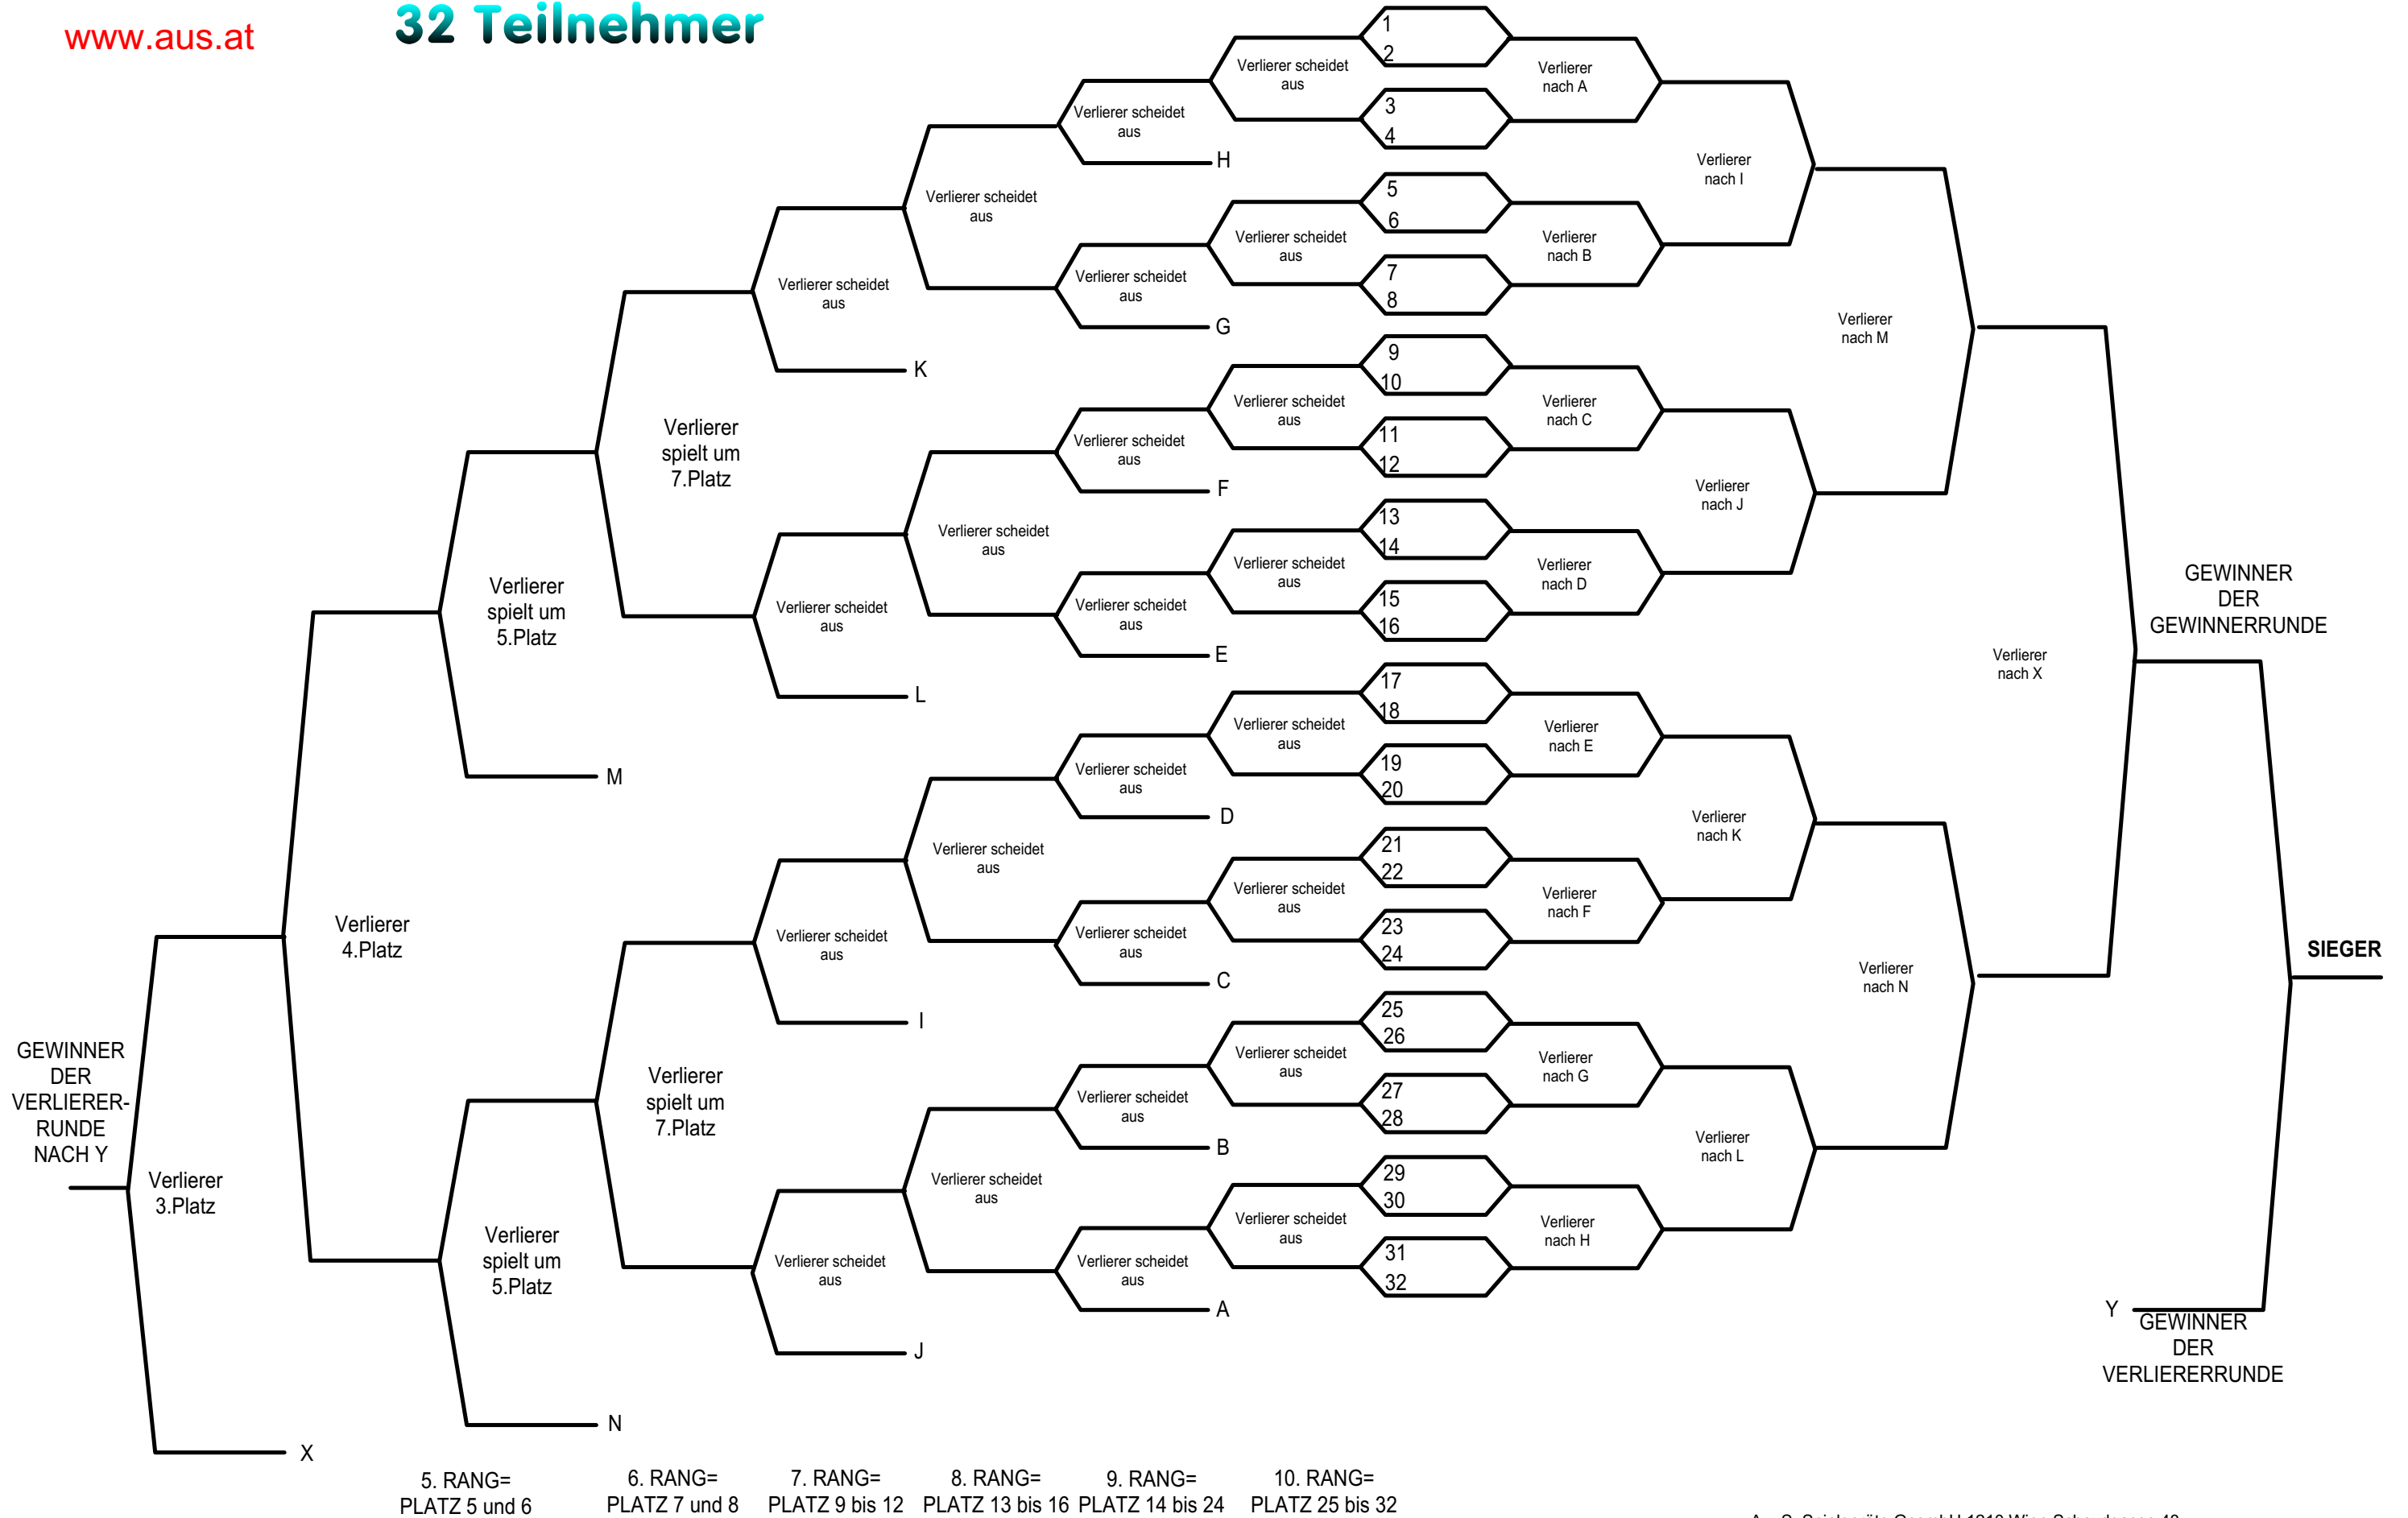 www.aus.at
32 Teilnehmer
1
2
3
4
5
6
7
8
9
10
11
12
13
14
15
16
17
18
19
20
21
22
23
24
25
26
27
28
29
30
31
32
Verlierer scheidet
aus
Verlierer scheidet
aus
Verlierer scheidet
aus
Verlierer scheidet
aus
Verlierer scheidet
aus
Verlierer scheidet
aus
Verlierer scheidet
aus
Verlierer scheidet
aus
Verlierer scheidet
aus
H
Verlierer scheidet
aus
G
Verlierer scheidet
aus
F
Verlierer scheidet
aus
E
Verlierer scheidet
aus
D
Verlierer scheidet
aus
C
Verlierer scheidet
aus
B
Verlierer scheidet
aus
A
Verlierer scheidet
aus
Verlierer scheidet
aus
Verlierer scheidet
aus
Verlierer scheidet
aus
Verlierer scheidet
aus
K
Verlierer scheidet
aus
L
Verlierer scheidet
aus
I
Verlierer scheidet
aus
J
Verlierer
spielt um
7.Platz
Verlierer
spielt um
7.Platz
Verlierer
spielt um
5.Platz
M
Verlierer
spielt um
5.Platz
N
Verlierer
4.Platz
Verlierer
3.Platz
X
GEWINNER
DER
VERLIERER-
RUNDE
NACH Y
Verlierer
nach A
Verlierer
nach B
Verlierer
nach C
Verlierer
nach D
Verlierer
nach E
Verlierer
nach F
Verlierer
nach G
Verlierer
nach H
Verlierer
nach I
Verlierer
nach J
Verlierer
nach K
Verlierer
nach L
Verlierer
nach M
Verlierer
nach N
Verlierer
nach X
GEWINNER
DER
GEWINNERRUNDE
SIEGER
Y
GEWINNER
DER
VERLIERERRUNDE
5. RANG=
PLATZ 5 und 6
6. RANG=
PLATZ 7 und 8
7. RANG=
PLATZ 9 bis 12
8. RANG=
PLATZ 13 bis 16
9. RANG=
PLATZ 14 bis 24
10. RANG=
PLATZ 25 bis 32